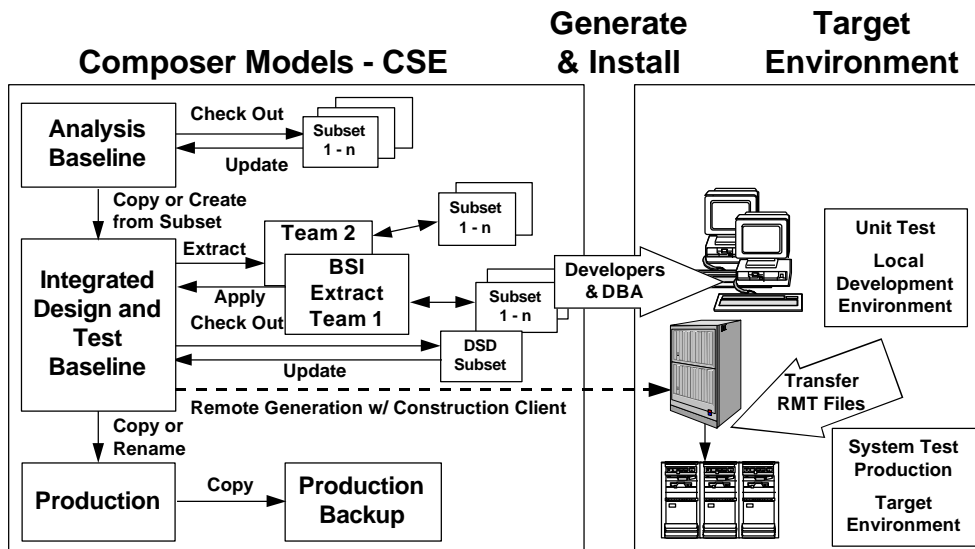 Composer Models - CSE
Generate
& Install
Target
Environment
Analysis
Baseline
Check Out
Update
Subset
1 - n
Copy or Create
from Subset
Integrated
Design and
Test
Baseline
Extract
Team 2
Subset
1 - n
BSI
Extract
Team 1
Apply
Check Out
Subset
1 - n
DSD
Subset
Update
Developers
& DBA
Unit Test
Local
Development
Environment
Remote Generation w/ Construction Client
Transfer
RMT Files
Copy or
Rename
Production
Copy
Production
Backup
System Test
Production
Target
Environment